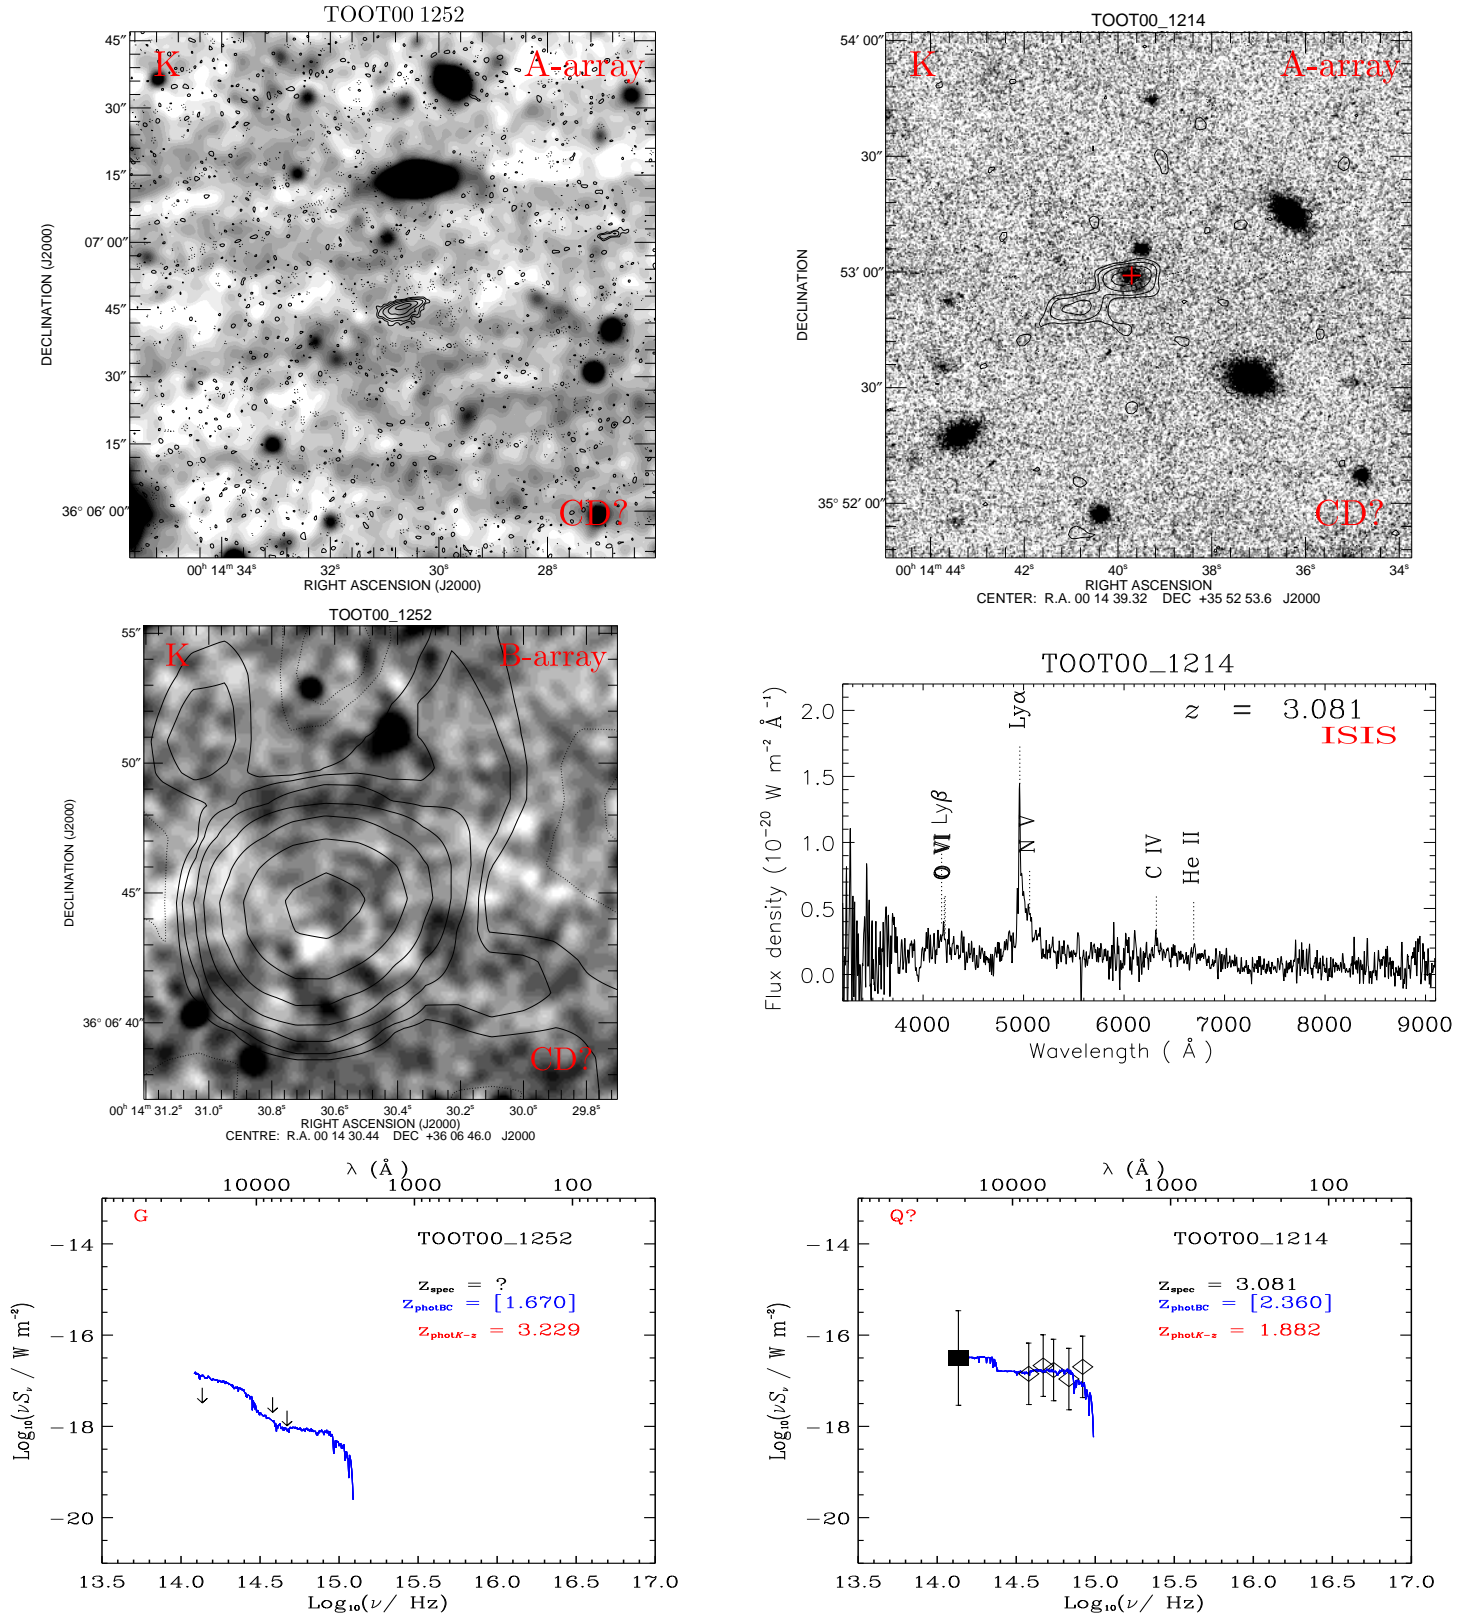 TOOT00 1252
K
A-array
45″
30″
15″
07′ 00″
45″
30″
15″
36° 06′ 00″
DECLINATION (J2000)
CD?
00ʰ 14ᵐ 34ˢ
32ˢ
30ˢ
28ˢ
RIGHT ASCENSION (J2000)
TOOT00_1214
K
A-array
54′ 00″
30″
53′ 00″
30″
35° 52′ 00″
DECLINATION
CD?
00ʰ 14ᵐ 44ˢ
42ˢ
40ˢ
38ˢ
36ˢ
34ˢ
RIGHT ASCENSION
CENTER: R.A. 00 14 39.32 DEC +35 52 53.6 J2000
TOOT00_1252
K
B-array
55″
50″
45″
36° 06′ 40″
DECLINATION (J2000)
CD?
00ʰ 14ᵐ 31.2ˢ
31.0ˢ
30.8ˢ
30.6ˢ
30.4ˢ
30.2ˢ
30.0ˢ
29.8ˢ
RIGHT ASCENSION (J2000)
CENTRE: R.A. 00 14 30.44 DEC +36 06 46.0 J2000
TOOT00_1214
z = 3.081
ISIS
Lyα
O VI Lyβ
N V
C IV
He II
2.0
1.5
1.0
0.5
0.0
Flux density (10⁻²⁰ W m⁻² Å⁻¹)
4000 5000 6000 7000 8000 9000
Wavelength ( Å )
λ (Å)
10000 1000 100
G
TOOT00_1252
z_spec = ?
z_photBC = [1.670]
z_photK-z = 3.229
-14
-16
-18
-20
Log₁₀(νSᵥ / W m⁻²)
13.5 14.0 14.5 15.0 15.5 16.0 16.5 17.0
Log₁₀(ν/ Hz)
λ (Å)
10000 1000 100
Q?
TOOT00_1214
z_spec = 3.081
z_photBC = [2.360]
z_photK-z = 1.882
-14
-16
-18
-20
Log₁₀(νSᵥ / W m⁻²)
13.5 14.0 14.5 15.0 15.5 16.0 16.5 17.0
Log₁₀(ν/ Hz)